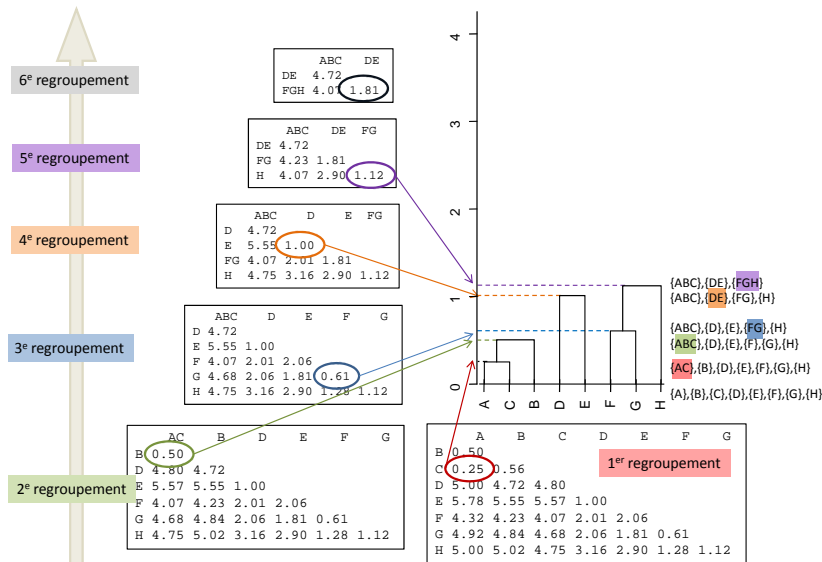 6e regroupement
ABC DE
DE 4.72
FGH 4.07 1.81
5e regroupement
ABC DE FG
DE 4.72
FG 4.23 1.81
H 4.07 2.90 1.12
4e regroupement
ABC D E FG
D 4.72
E 5.55 1.00
FG 4.07 2.01 1.81
H 4.75 3.16 2.90 1.12
3e regroupement
ABC D E F G
D 4.72
E 5.55 1.00
F 4.07 2.01 2.06
G 4.68 2.06 1.81 0.61
H 4.75 3.16 2.90 1.28 1.12
2e regroupement
AC B D E F G
B 0.50
D 4.80 4.72
E 5.57 5.55 1.00
F 4.07 4.23 2.01 2.06
G 4.68 4.84 2.06 1.81 0.61
H 4.75 5.02 3.16 2.90 1.28 1.12
1er regroupement
A B C D E F G
B 0.50
C 0.25 0.56
D 5.00 4.72 4.80
E 5.78 5.55 5.57 1.00
F 4.32 4.23 4.07 2.01 2.06
G 4.92 4.84 4.68 2.06 1.81 0.61
H 5.00 5.02 4.75 3.16 2.90 1.28 1.12
4
3
2
1
0
A C B D E F G H
{ABC},{DE},{FGH}
{ABC},{DE},{FG},{H}
{ABC},{D},{E},{FG},{H}
{ABC},{D},{E},{F},{G},{H}
{AC},{B},{D},{E},{F},{G},{H}
{A},{B},{C},{D},{E},{F},{G},{H}